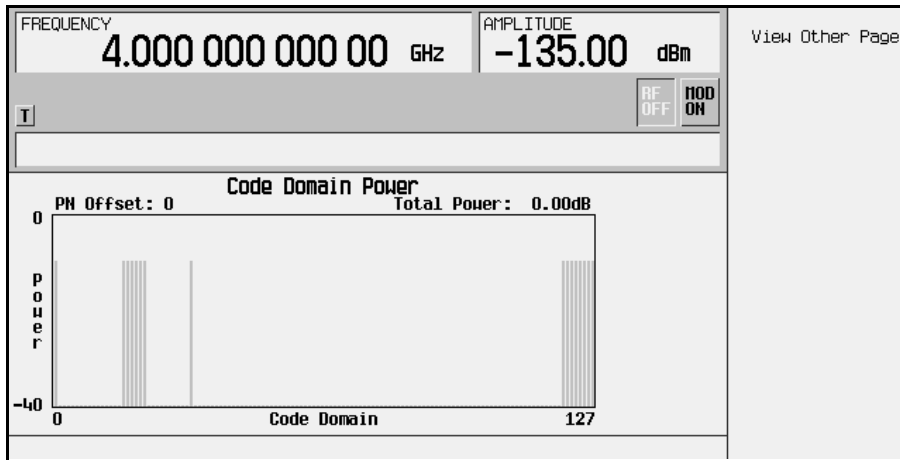 FREQUENCY
4.000 000 000 00 GHz
AMPLITUDE
-135.00 dBm
View Other Page
T
RF OFF
MOD ON
Code Domain Power
PN Offset: 0
Total Power: 0.00dB
0
Power
-40
0
Code Domain
127